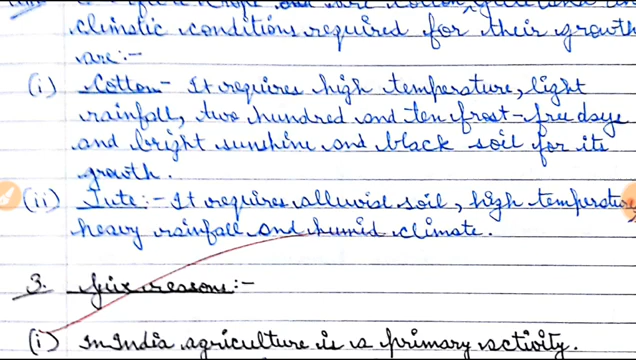 climatic conditions required for their growth
are:-
(i) Cotton- It requires high temperature, light
rainfall, two hundred and ten frost-free days
and bright sunshine and black soil for its
growth.
(ii) Jute:- It requires alluvial soil, high temperature
heavy rainfall and humid climate.
3. Give reasons:-
(i) In India agriculture is a primary activity.